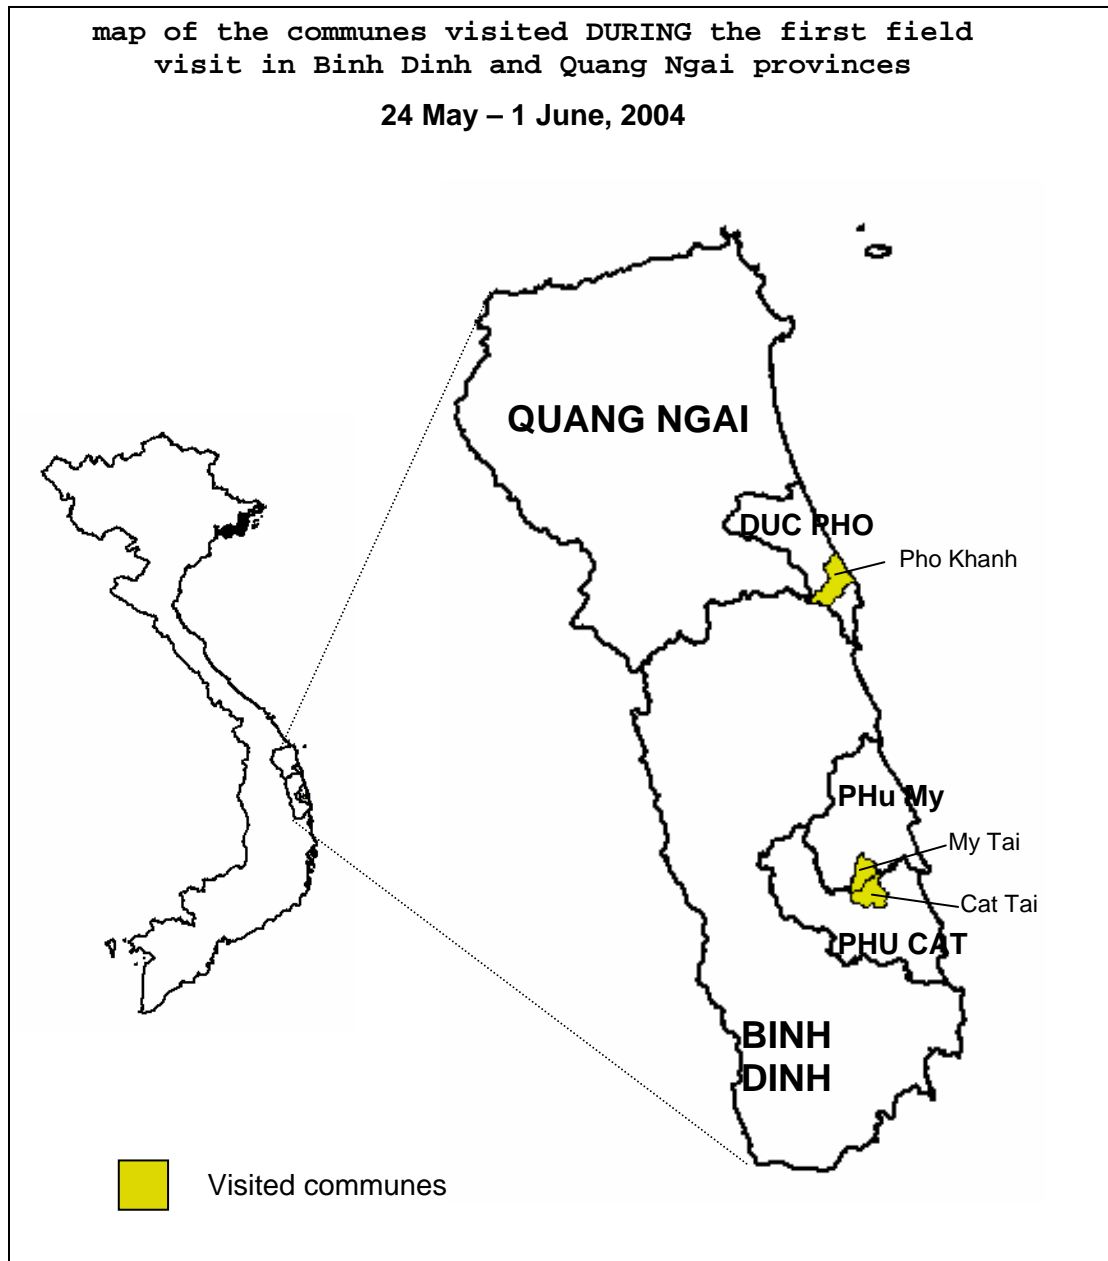 map of the communes visited DURING the first field
visit in Binh Dinh and Quang Ngai provinces
24 May – 1 June, 2004
QUANG NGAI
DUC PHO
Pho Khanh
PHu My
My Tai
Cat Tai
PHU CAT
BINH
DINH
Visited communes